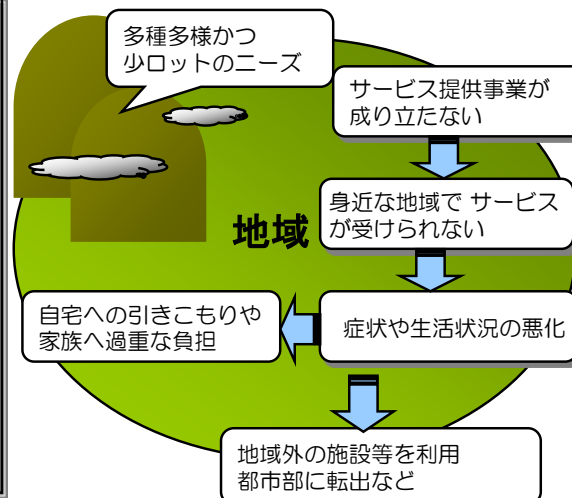 多種多様かつ
少ロットのニーズ
サービス提供事業が
成り立たない
身近な地域で サービス
が受けられない
地域
自宅への引きこもりや
家族へ過重な負担
症状や生活状況の悪化
地域外の施設等を利用
都市部に転出など